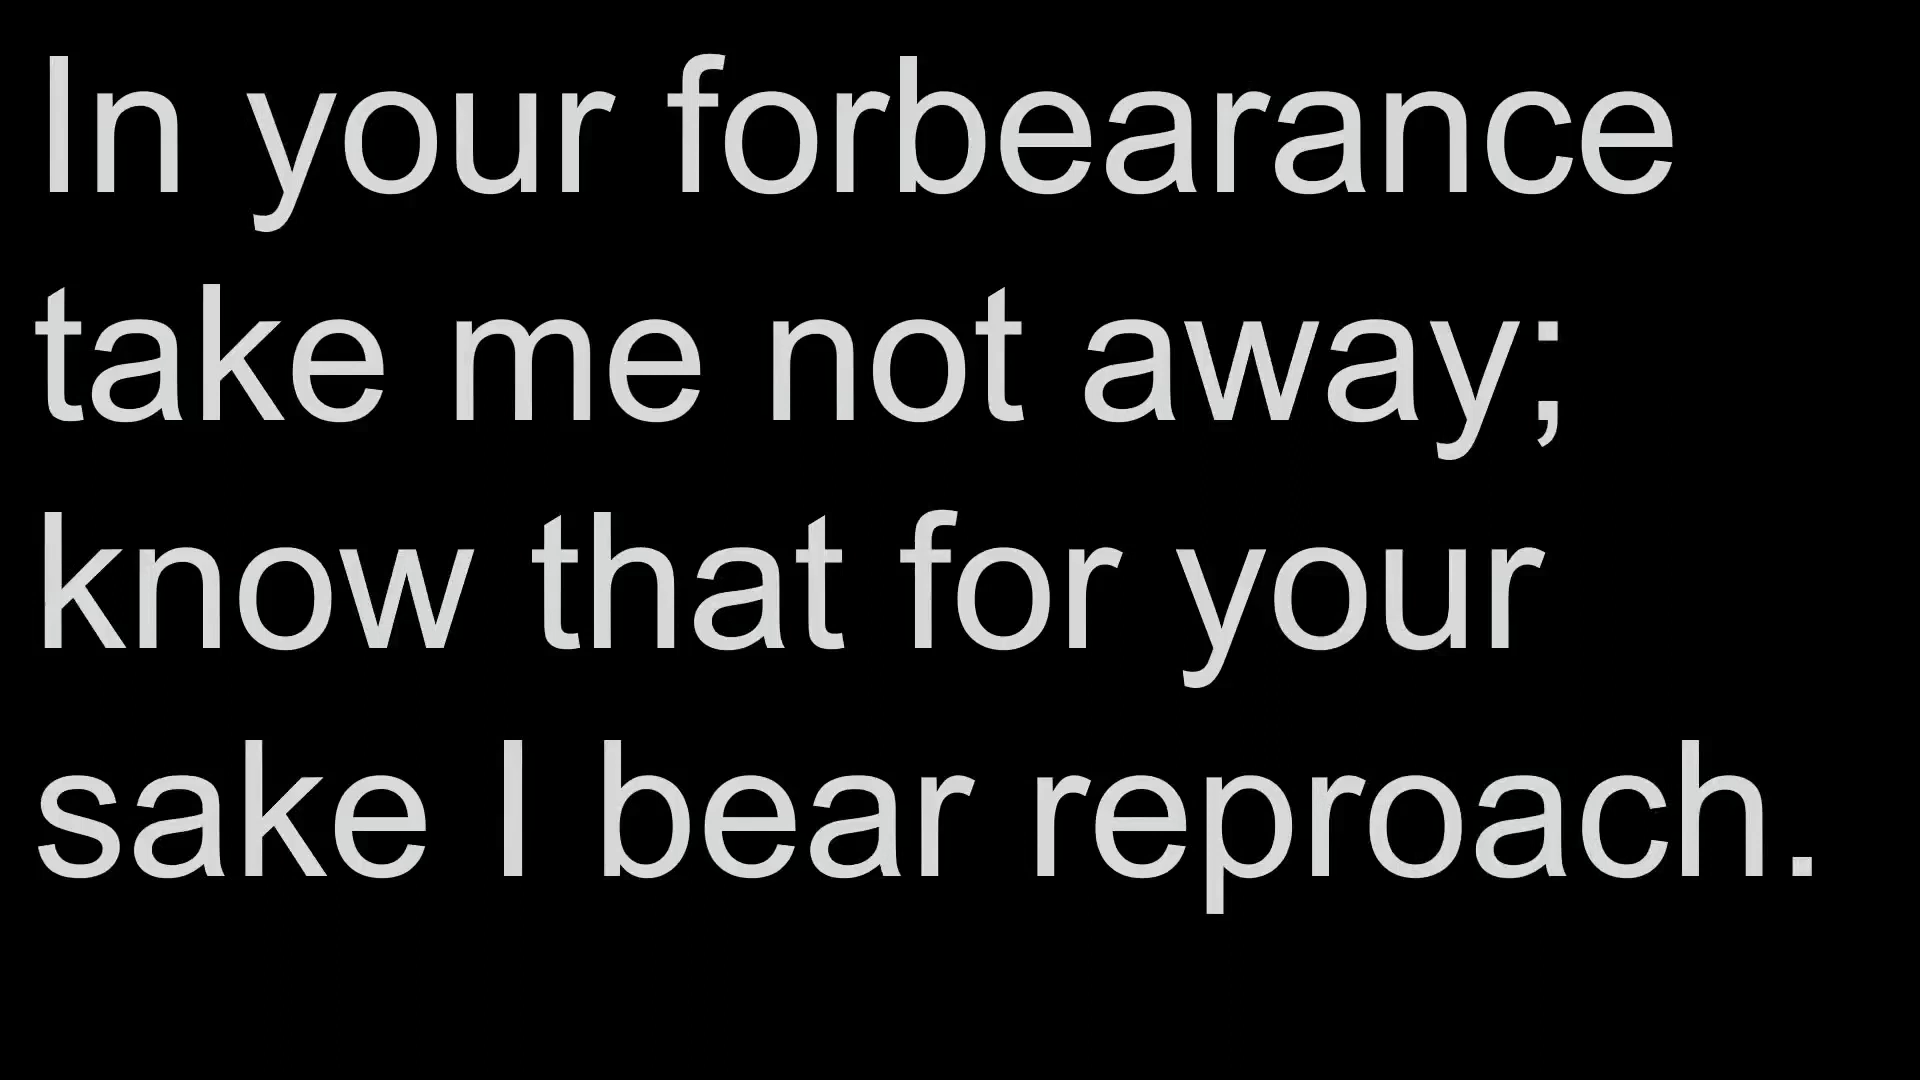 In your forbearance
take me not away;
know that for your
sake I bear reproach.